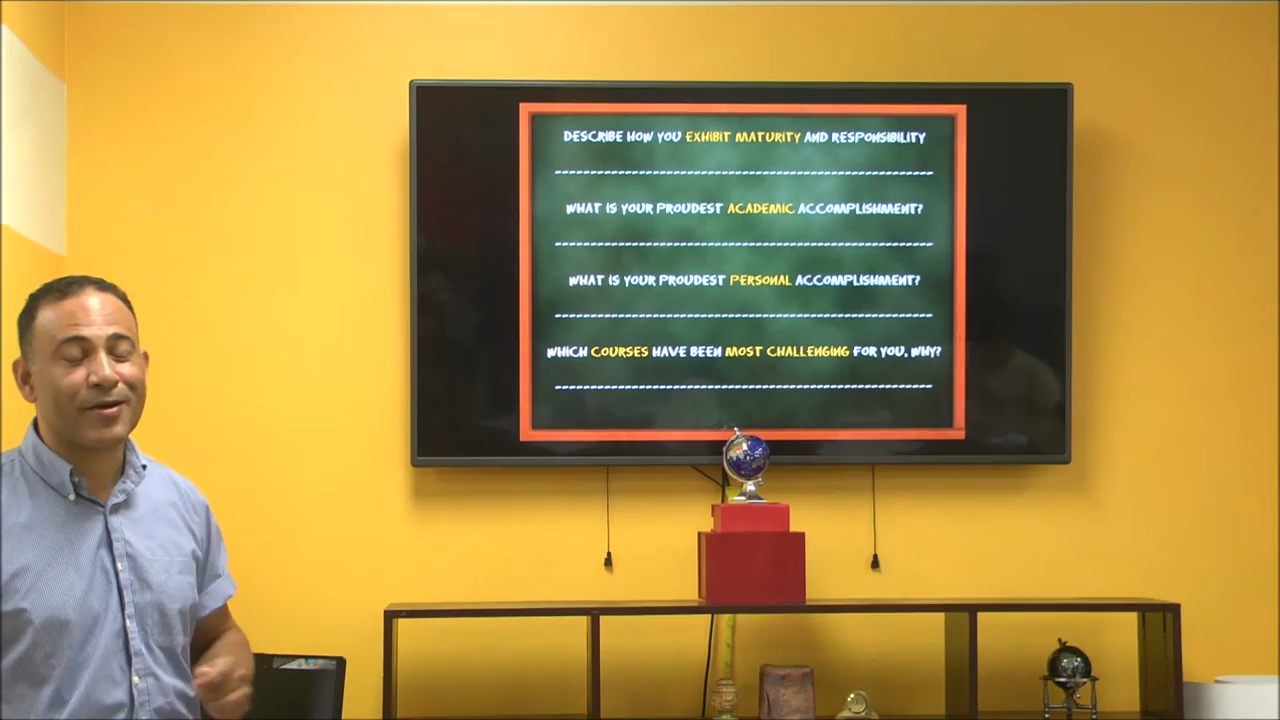 DESCRIBE HOW YOU EXHIBIT MATURITY AND RESPONSIBILITY
WHAT IS YOUR PROUDEST ACADEMIC ACCOMPLISHMENT?
WHAT IS YOUR PROUDEST PERSONAL ACCOMPLISHMENT?
WHICH COURSES HAVE BEEN MOST CHALLENGING FOR YOU, WHY?